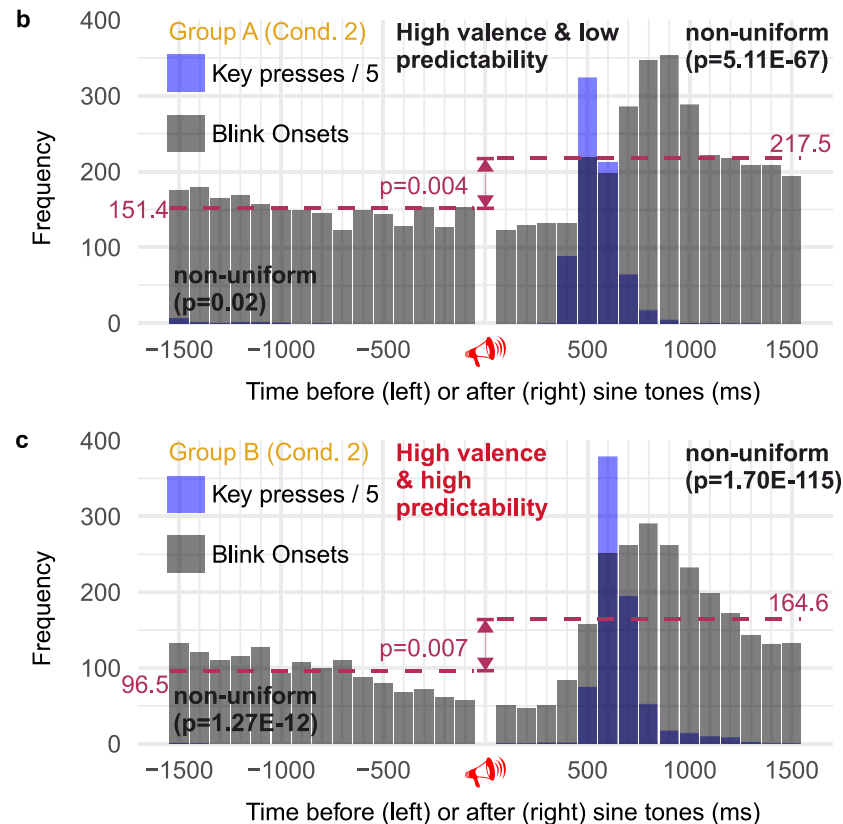 b
Group A (Cond. 2)
High valence & low
predictability
non-uniform
(p=5.11E-67)
Key presses / 5
Blink Onsets
Frequency
400
300
200
100
0
217.5
p=0.004
151.4
non-uniform
(p=0.02)
−1500
−1000
−500
500
1000
1500
Time before (left) or after (right) sine tones (ms)
c
Group B (Cond. 2)
High valence
& high
predictability
non-uniform
(p=1.70E-115)
Key presses / 5
Blink Onsets
Frequency
400
300
200
100
0
164.6
p=0.007
96.5
non-uniform
(p=1.27E-12)
−1500
−1000
−500
500
1000
1500
Time before (left) or after (right) sine tones (ms)